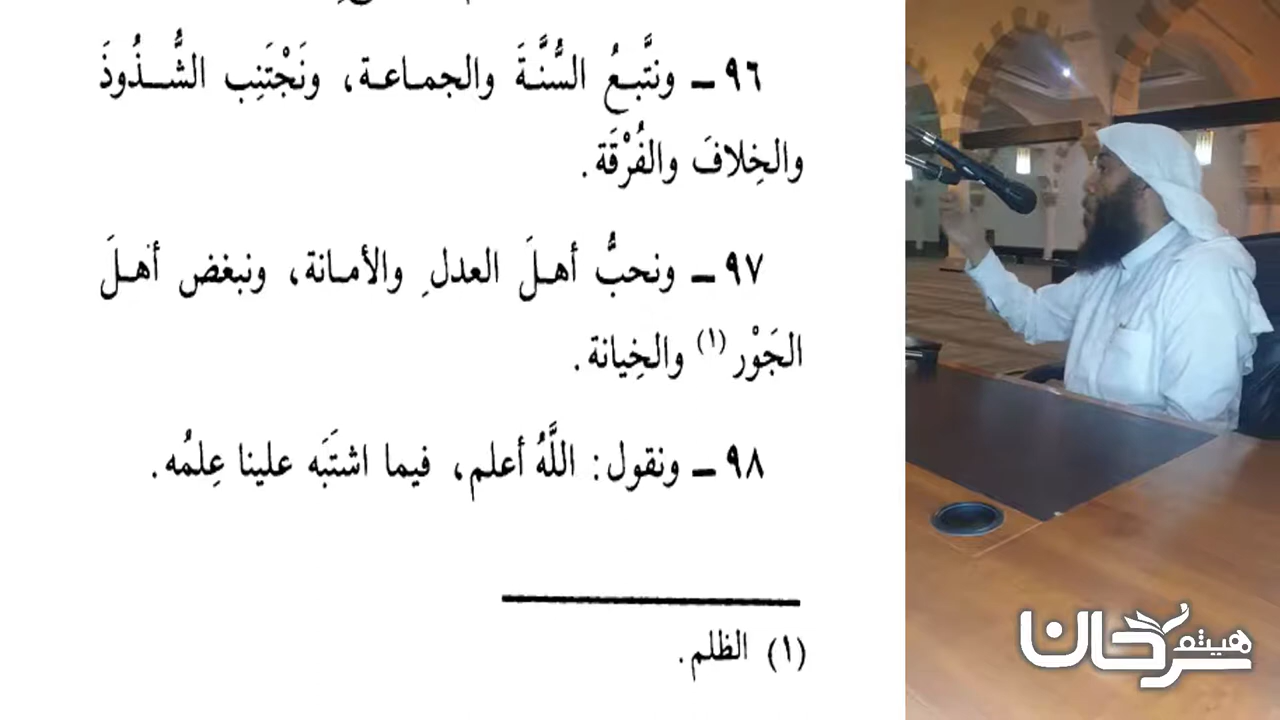 ٩٦ ـ ونتَّبعُ السُّنَّةَ والجماعة، ونَجْتَنِب الشُّذُوذَ
والخِلافَ والفُرْقَة.
٩٧ ـ ونحبُّ أهلَ العدلِ والأمانة، ونبغض أهلَ
الجَوْر(١) والخِيانة.
٩٨ ـ ونقول: اللَّهُ أعلم، فيما اشتَبَه علينا عِلمُه.
(١) الظلم.
هيثم
سرحان